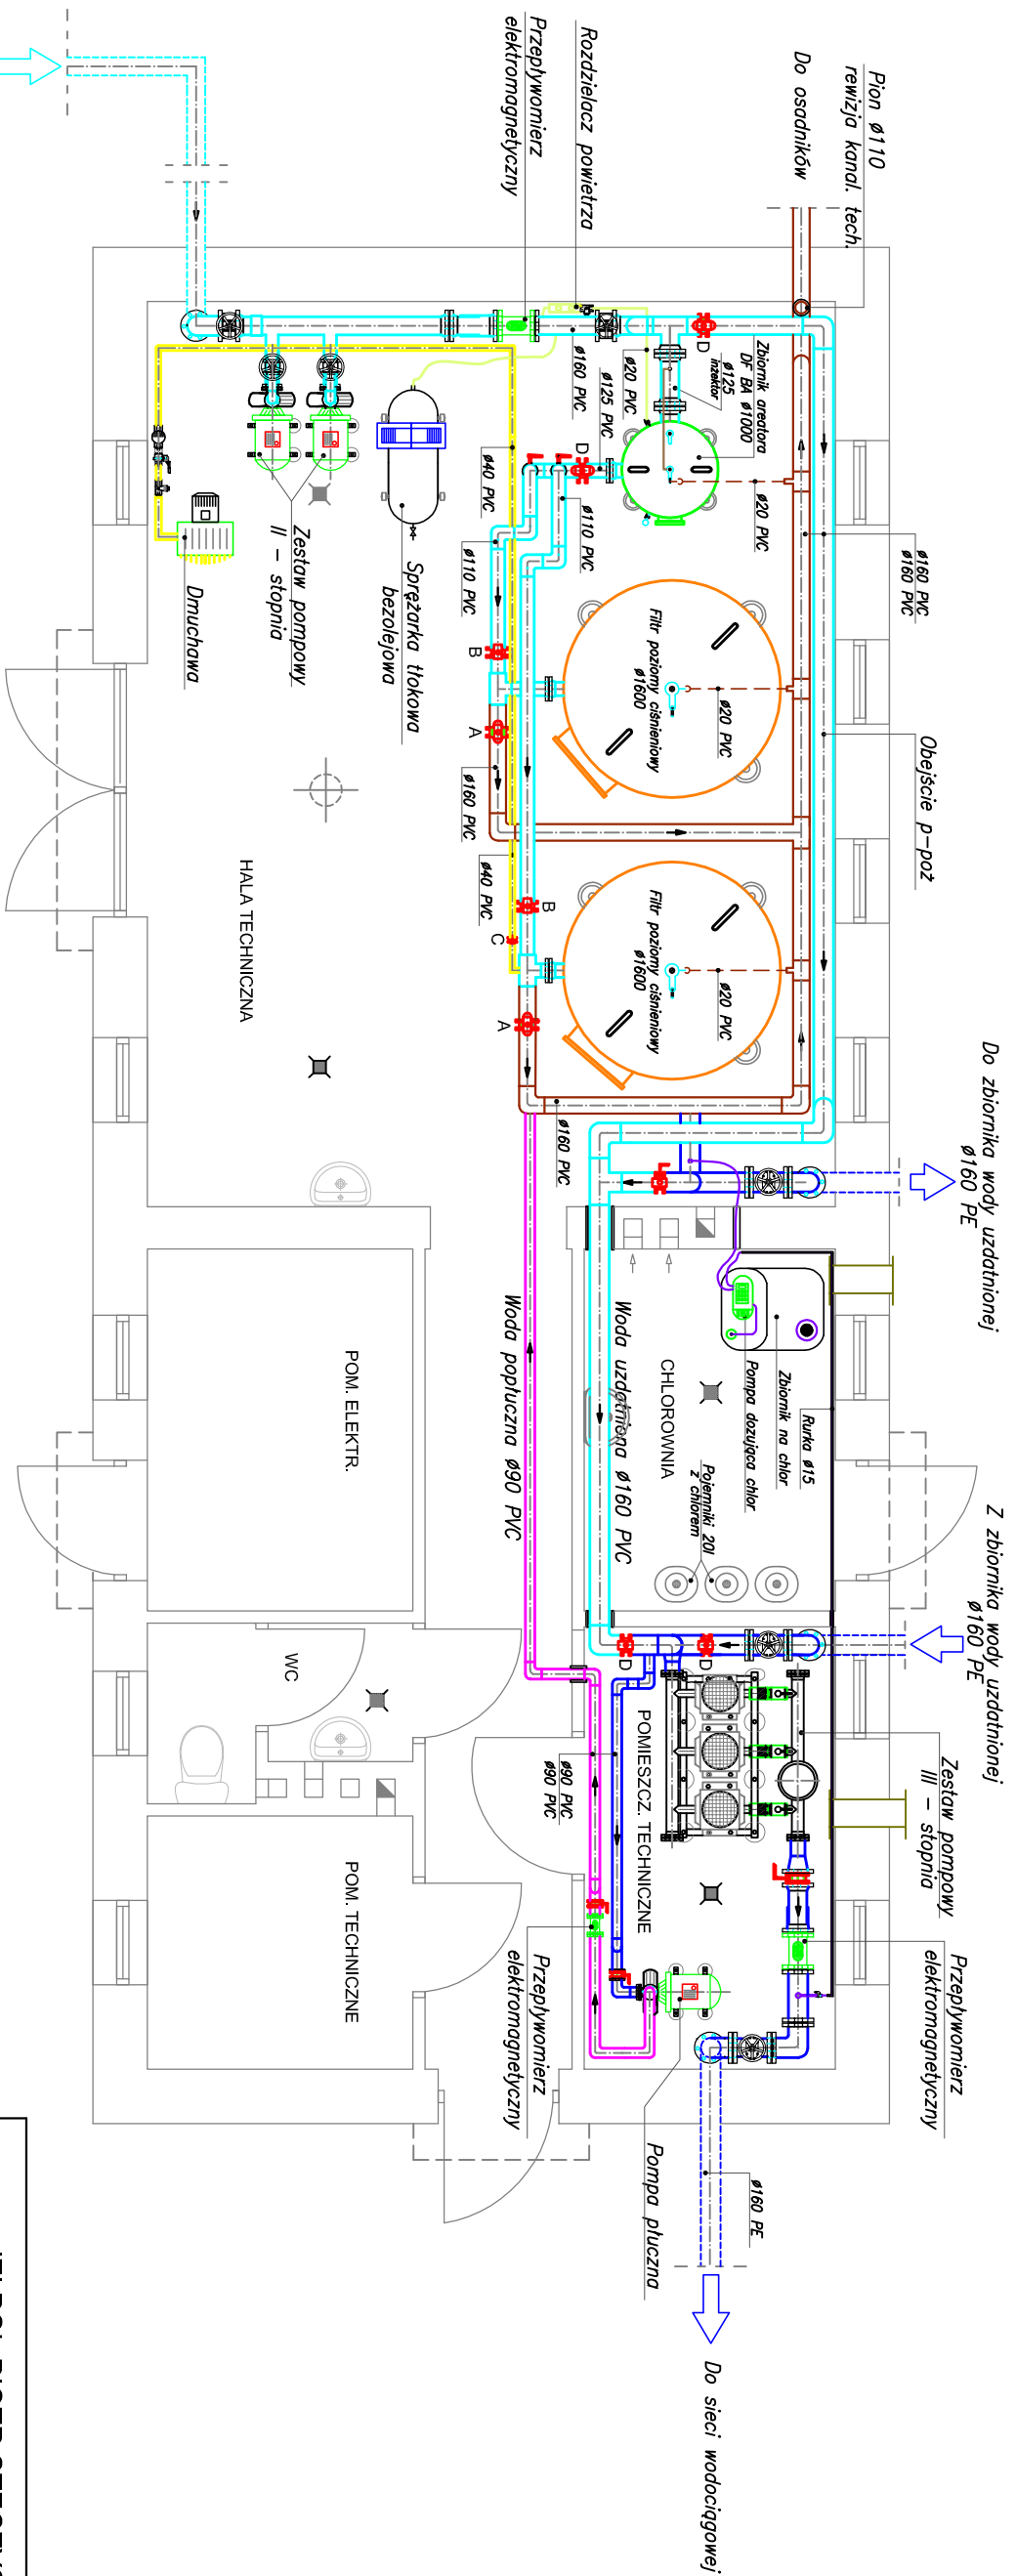 Pion ø110
rewizja kanal. tech.
Do osadników
Rozdzielacz powietrza
Przepływomierz
elektromagnetyczny
Zbiornik areatora
DF BA ø1000
ø125
inżektor
D
ø20 PVC
ø125 PVC
ø160 PVC
D
ø40 PVC
ø110 PVC
ø110 PVC
ø20 PVC
ø160 PVC
ø160 PVC
Obejście p-poż
Filtr poziomy ciśnieniowy
ø1600
ø20 PVC
Filtr poziomy ciśnieniowy
ø1600
ø20 PVC
B
A
ø160 PVC
ø40 PVC
B
C
A
ø160 PVC
Zestaw pompowy
II - stopnia
Sprężarka tłokowa
bezolejowa
Dmuchawa
HALA TECHNICZNA
Do zbiornika wody uzdatnionej
ø160 PE
Z zbiornika wody uzdatnionej
ø160 PE
Rurka ø15
Zbiornik na chlor
Pompa dozująca chlor
CHLOROWNIA
Pojemniki 20l
z chlorem
Woda uzdatniona ø160 PVC
Woda popłuczna ø90 PVC
POM. ELEKTR.
WC
D
D
POMIESZCZ. TECHNICZNE
ø90 PVC
ø90 PVC
POM. TECHNICZNE
Zestaw pompowy
III - stopnia
Przepływomierz
elektromagnetyczny
Przepływomierz
elektromagnetyczny
Pompa płuczna
ø160 PE
Do sieci wodociągowej